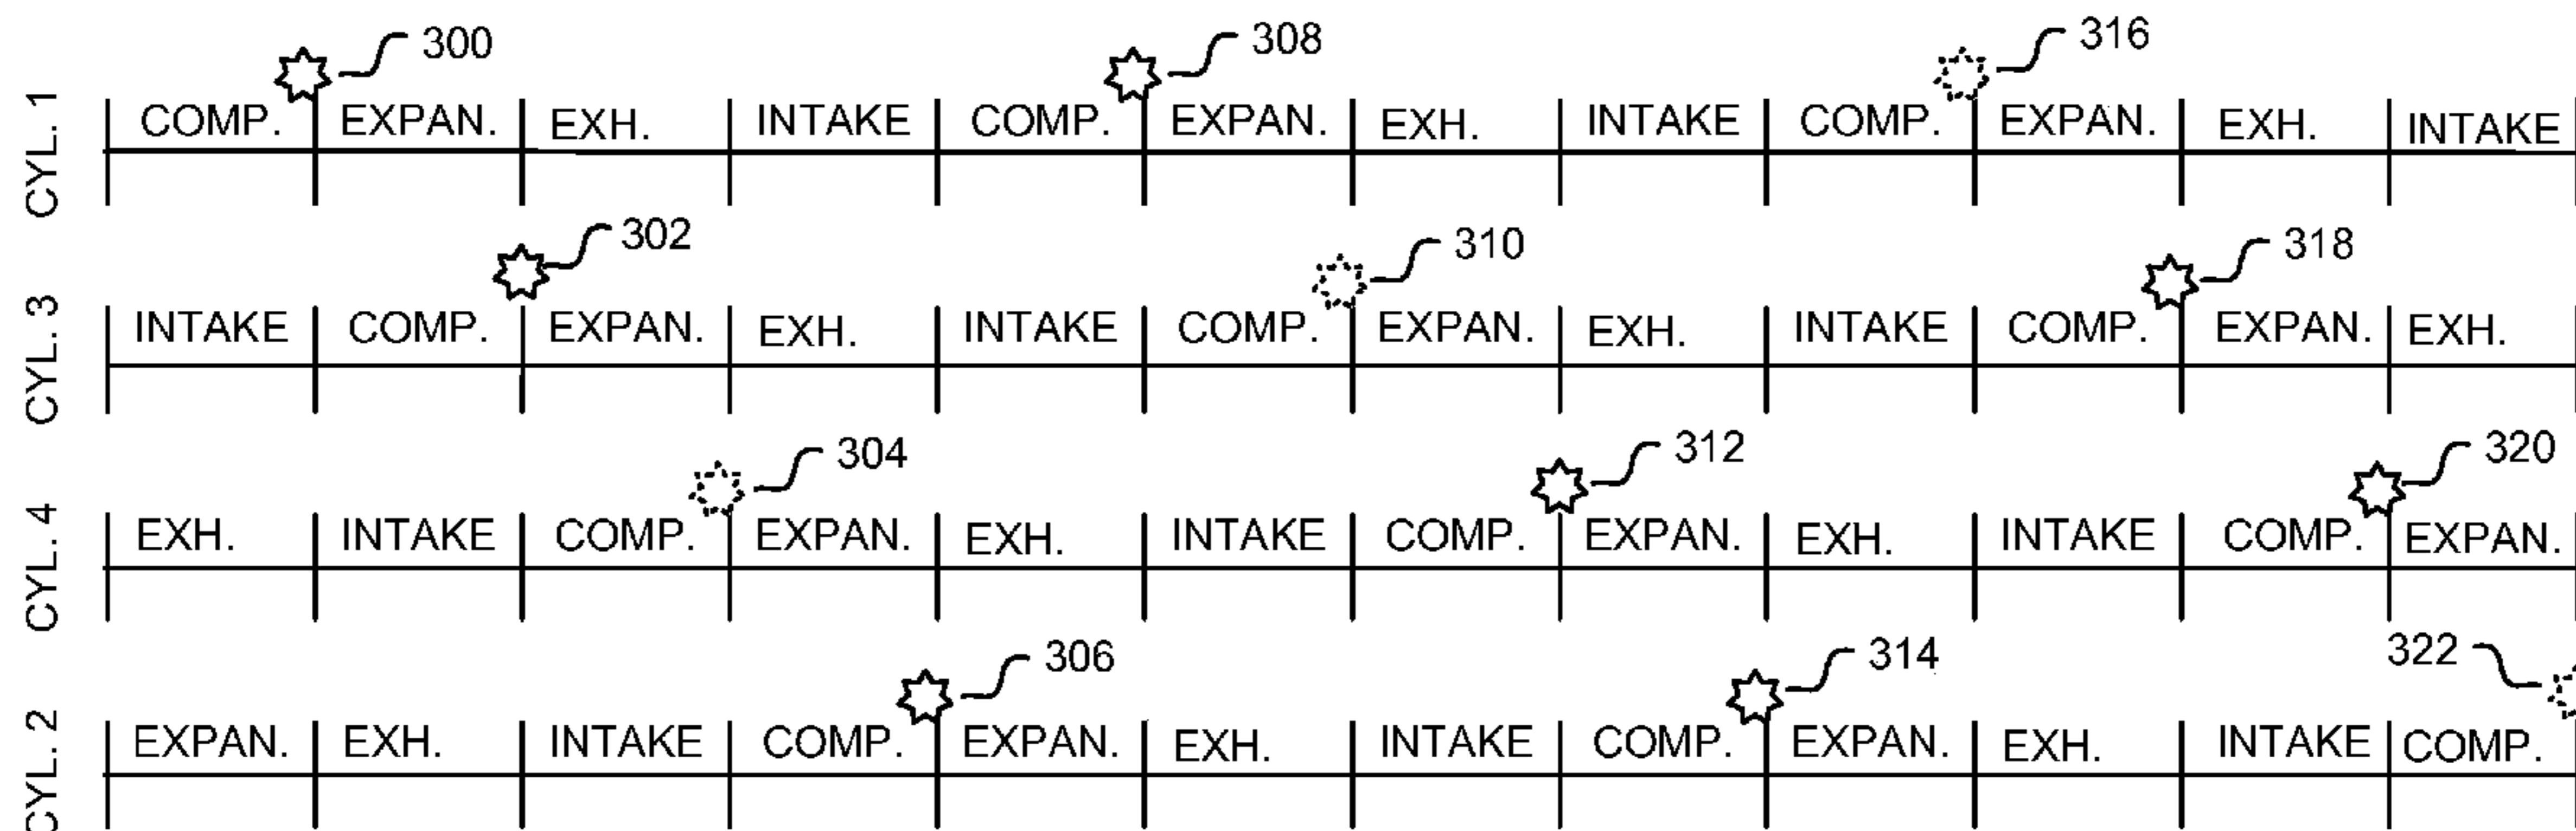 300 308 316
CYL. 1 COMP. EXPAN. EXH. INTAKE COMP. EXPAN. EXH. INTAKE COMP. EXPAN. EXH. INTAKE
302 310 318
CYL. 3 INTAKE COMP. EXPAN. EXH. INTAKE COMP. EXPAN. EXH. INTAKE COMP. EXPAN. EXH.
304 312 320
CYL. 4 EXH. INTAKE COMP. EXPAN. EXH. INTAKE COMP. EXPAN. EXH. INTAKE COMP. EXPAN.
306 314 322
CYL. 2 EXPAN. EXH. INTAKE COMP. EXPAN. EXH. INTAKE COMP. EXPAN. EXH. INTAKE COMP.